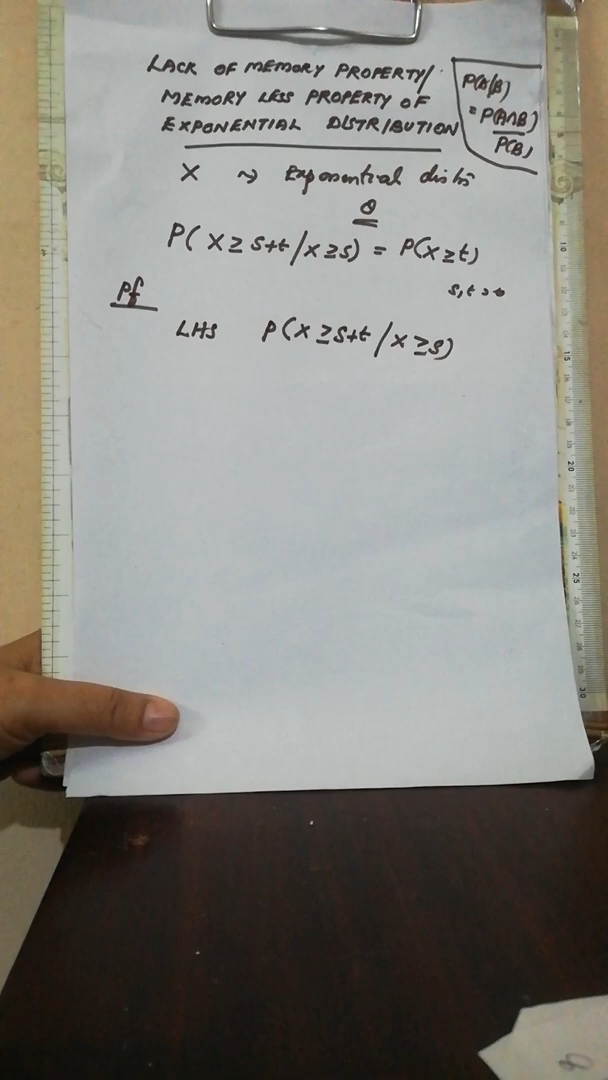 LACK OF MEMORY PROPERTY/
MEMORY LESS PROPERTY OF
EXPONENTIAL DISTRIBUTION
P(A/B)
= P(A∩B)
P(B)
X ~ Exponential distn
θ
P( X ≥ S+t / X ≥ S) = P(X ≥ t)
S, t > 0
Pf
LHS P( X ≥ S+t / X ≥ S)